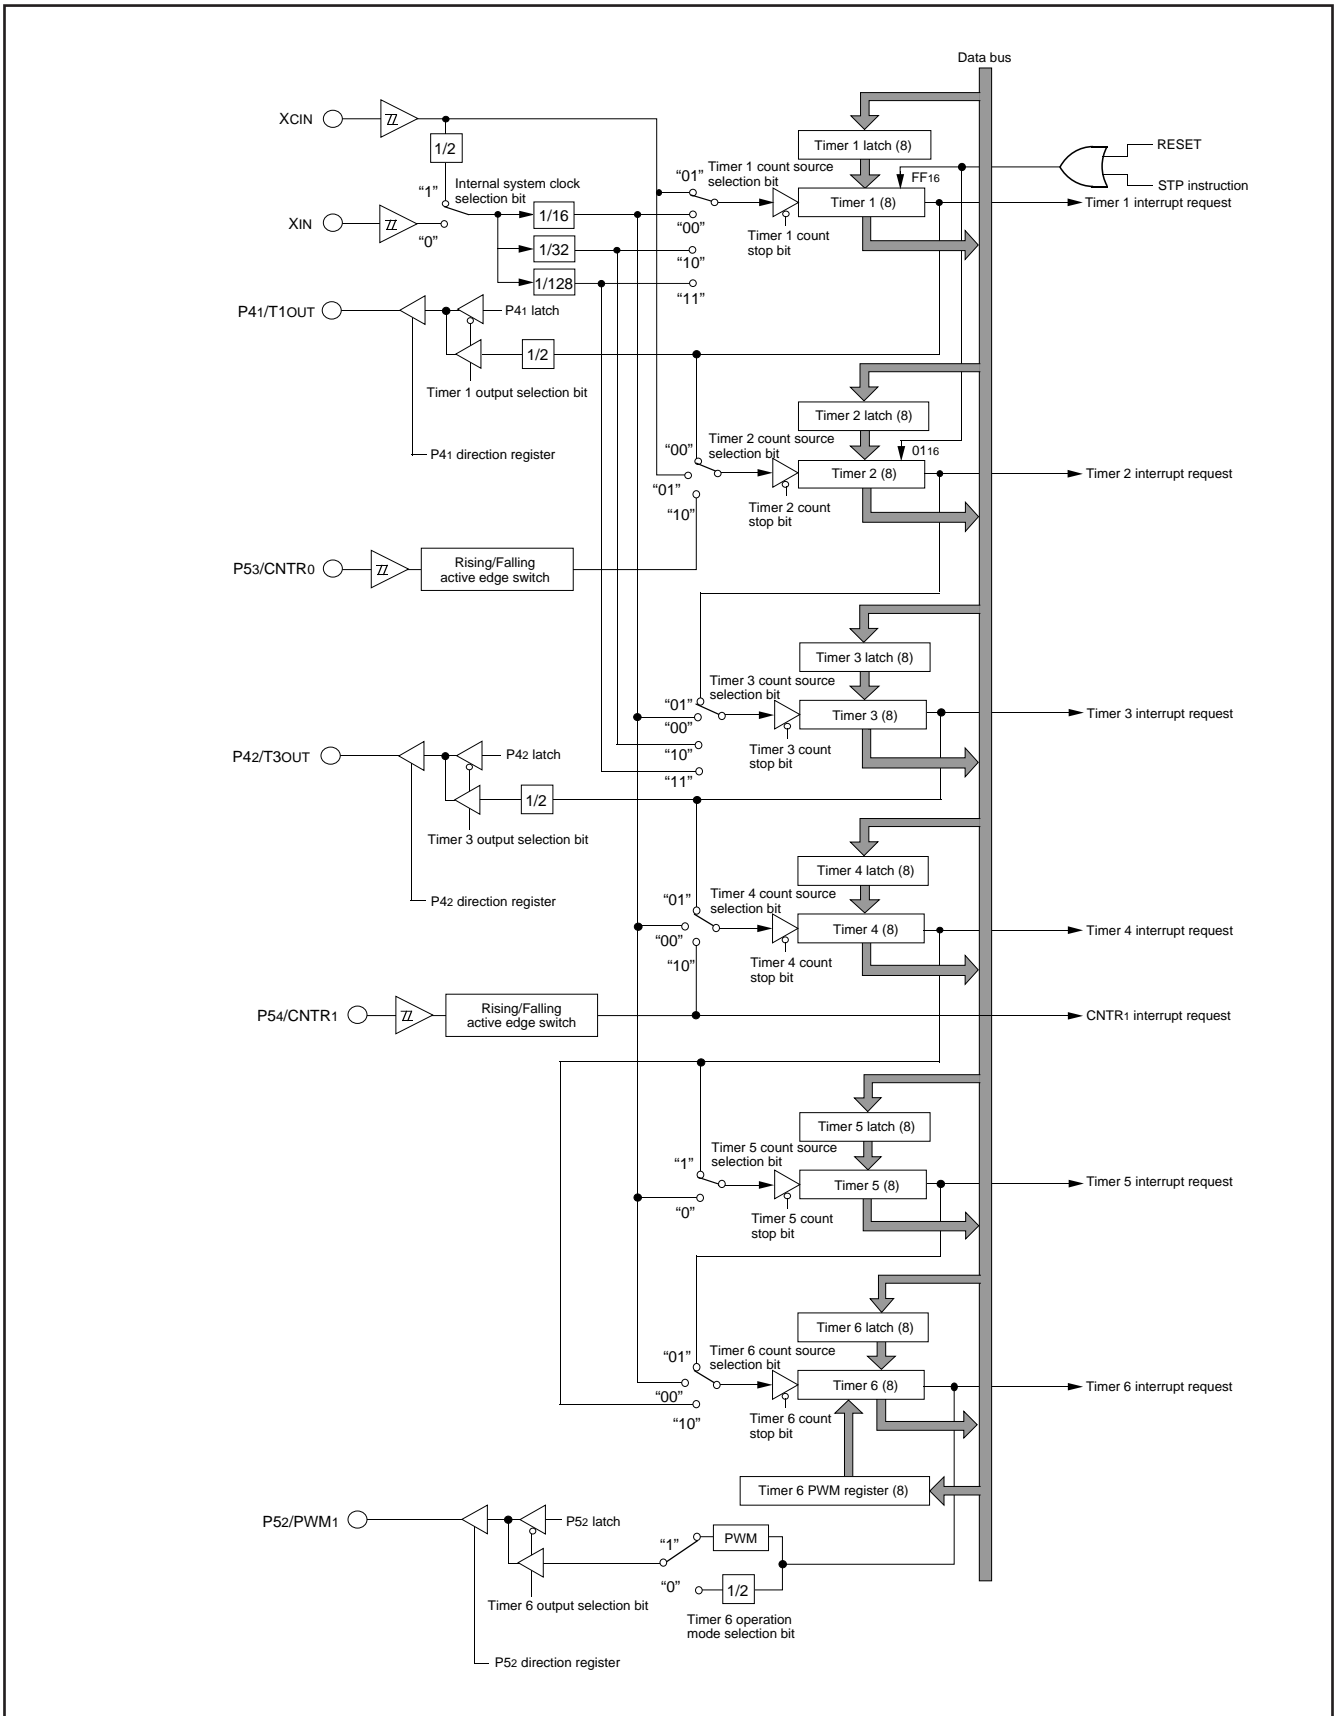 Data bus
XCIN
1/2
Timer 1 latch (8)
RESET
“01”
Timer 1 count source
selection bit
FF16
STP instruction
“1”
Internal system clock
selection bit
1/16
Timer 1 (8)
Timer 1 interrupt request
XIN
“0”
“00”
Timer 1 count
stop bit
1/32
“10”
1/128
“11”
P41/T1OUT
P41 latch
1/2
Timer 1 output selection bit
Timer 2 latch (8)
“00”
Timer 2 count source
selection bit
0116
P41 direction register
Timer 2 (8)
Timer 2 interrupt request
“01”
“10”
Timer 2 count
stop bit
P53/CNTR0
Rising/Falling
active edge switch
Timer 3 latch (8)
Timer 3 count source
selection bit
“01”
Timer 3 (8)
Timer 3 interrupt request
“00”
P42/T3OUT
P42 latch
“10”
Timer 3 count
stop bit
“11”
1/2
Timer 3 output selection bit
Timer 4 latch (8)
“01”
Timer 4 count source
selection bit
P42 direction register
Timer 4 (8)
Timer 4 interrupt request
“00”
“10”
Timer 4 count
stop bit
P54/CNTR1
Rising/Falling
active edge switch
CNTR1 interrupt request
Timer 5 latch (8)
“1”
Timer 5 count source
selection bit
Timer 5 (8)
Timer 5 interrupt request
“0”
Timer 5 count
stop bit
Timer 6 latch (8)
“01”
Timer 6 count source
selection bit
Timer 6 (8)
Timer 6 interrupt request
“00”
“10”
Timer 6 count
stop bit
Timer 6 PWM register (8)
P52/PWM1
P52 latch
“1”
PWM
“0”
1/2
Timer 6 output selection bit
Timer 6 operation
mode selection bit
P52 direction register